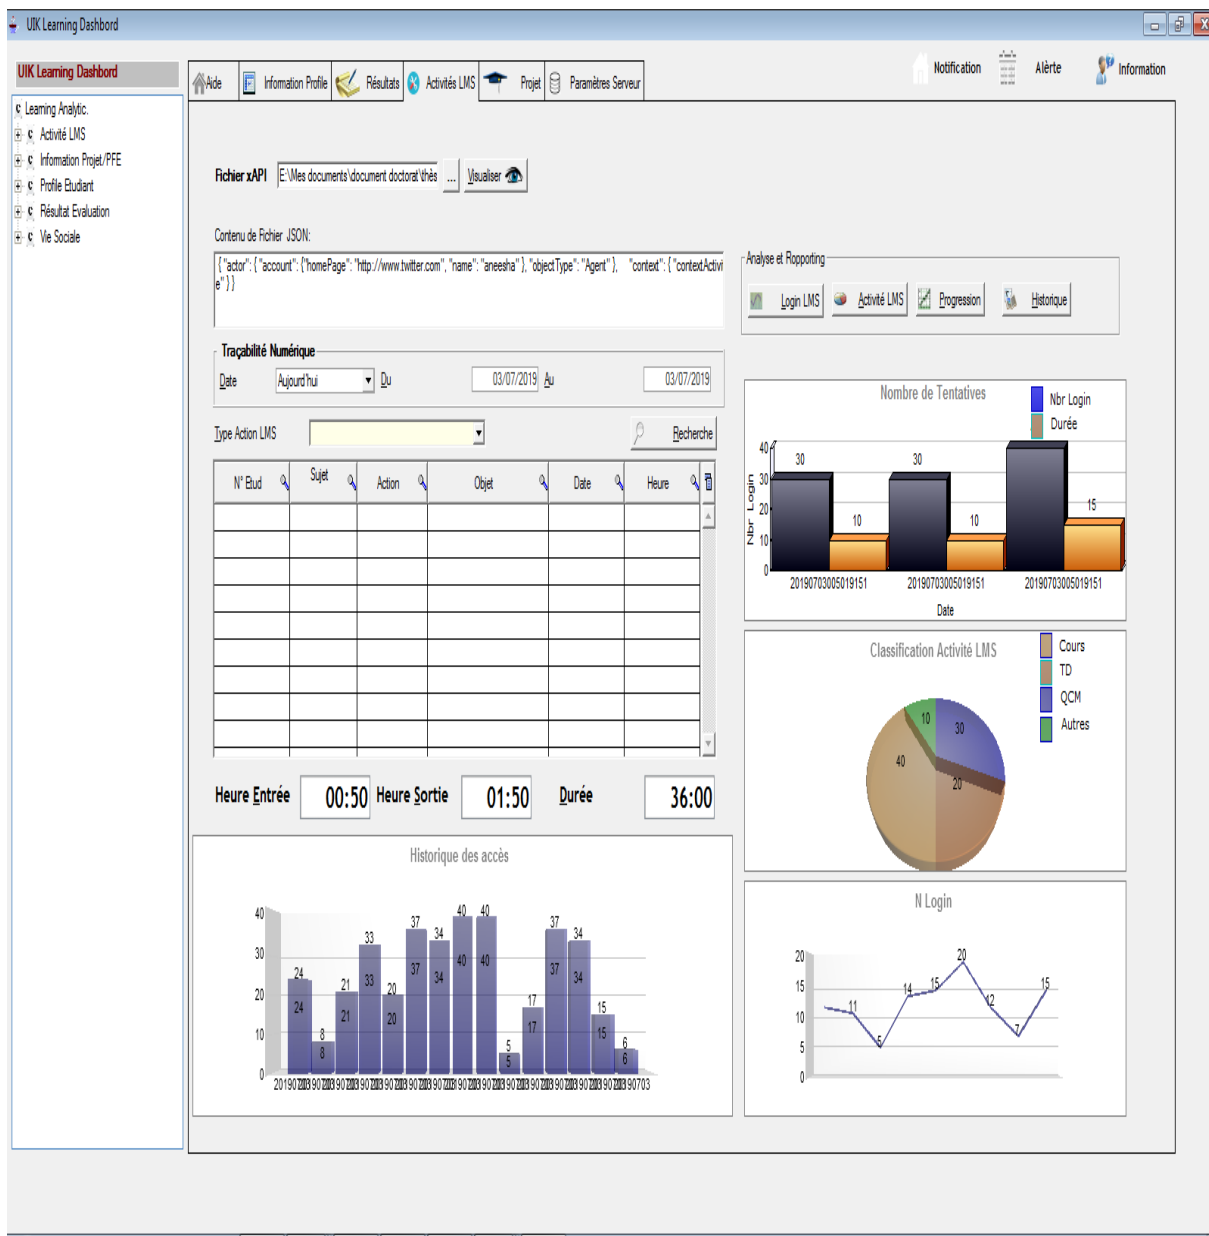 UIK Learning Dashbord
UIK Learning Dashbord
Notification
Alèrte
Information
Aide
Information Profile
Résultats
Activités LMS
Projet
Paramètres Serveur
Learning Analytic.
Activité LMS
Information Projet/PFE
Profile Etudiant
Résultat Evaluation
Vie Sociale
Fichier xAPI
E:\Mes documents\document doctorat\thès
...
Visualiser
Contenu de Fichier JSON:
{ "actor": { "account": {"homePage": "http://www.twitter.com", "name": "aneesha" }, "objectType": "Agent" }, "context": { "contextActivi
e" } }
Analyse et Ropporting
Login LMS
Activité LMS
Progression
Historique
Traçabilité Numérique
Date
Aujourd'hui
Du
03/07/2019
Au
03/07/2019
Type Action LMS
Recherche
N° Etud
Sujet
Action
Objet
Date
Heure
Heure Entrée
00:50
Heure Sortie
01:50
Durée
36:00
Nombre de Tentatives
Nbr Login
Durée
Nbr Login
40
30
20
10
0
30
10
30
10
15
20190703005019151
20190703005019151
20190703005019151
Date
Classification Activité LMS
Cours
TD
QCM
Autres
10
30
40
20
Historique des accès
40
30
20
10
0
24
8
21
33
20
37
34
40
40
5
17
37
34
15
6
24
8
21
33
20
37
34
40
40
5
17
37
34
15
6
N Login
20
15
10
5
0
11
5
14
15
20
12
7
15